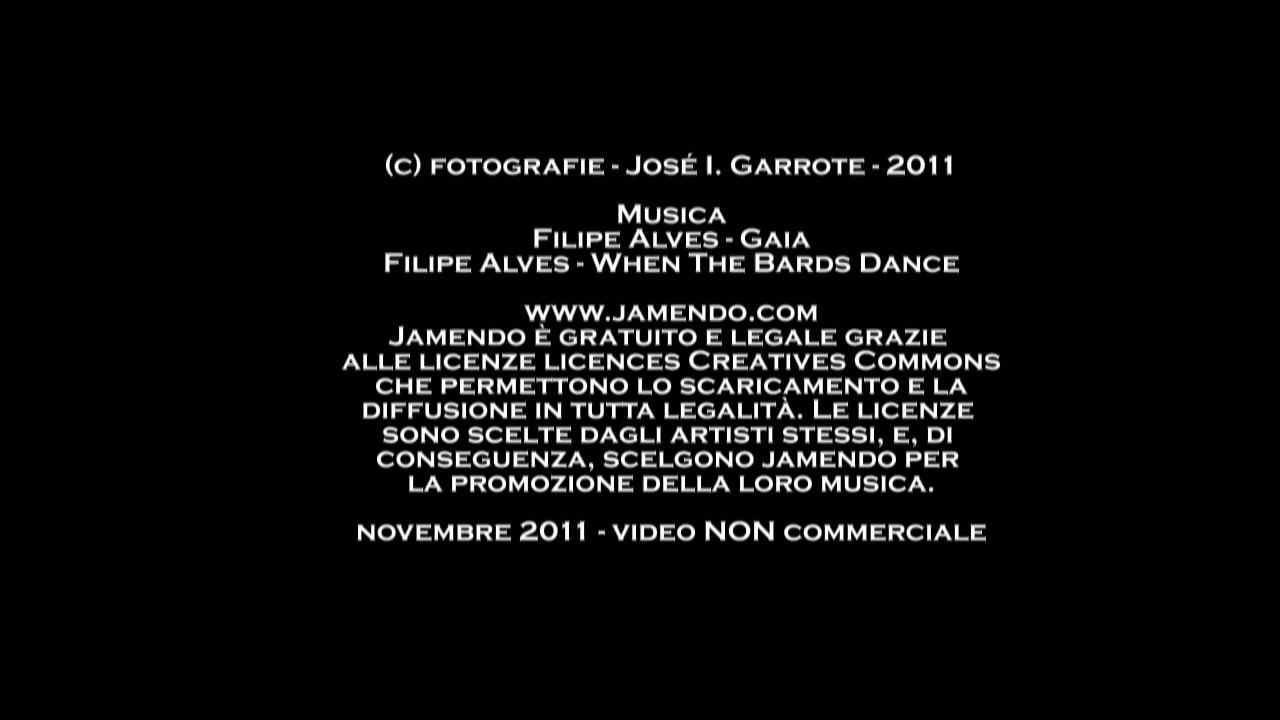 (c) fotografie - José I. Garrote - 2011
Musica
Filipe Alves - Gaia
Filipe Alves - When The Bards Dance
www.jamendo.com
Jamendo è gratuito e legale grazie
alle licenze licences Creatives Commons
che permettono lo scaricamento e la
diffusione in tutta legalità. Le licenze
sono scelte dagli artisti stessi, e, di
conseguenza, scelgono jamendo per
la promozione della loro musica.
novembre 2011 - video NON commerciale